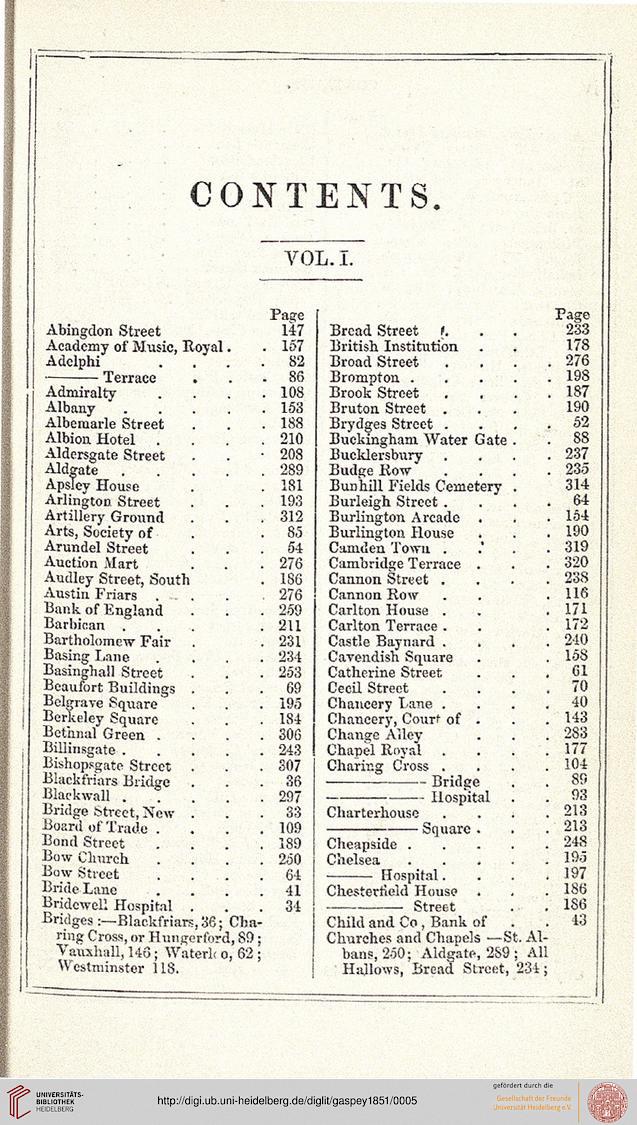 CONTENTS.
VOL. I.
Page
Abingdon Street 147
Academy of Music, Royal . . 157
Adelphi . . . . 82
——— Terrace . . . 86
Admiralty . . . . 108
Albany . . . . . 153
Albemarle Street . . . 188
Albion Hotel . . . . 210
Aldersgate Street . . . 208
Aldgate . . . . . 289
Apsley House . . . 181
Arlington Street . . . 193
Artillery Ground . . . 312
Arts, Society of . . . 85
Arundel Street . . . 54
Auction Mart . . . 276
Audley Street, South . . 186
Austin Friars . . . . 276
Bank of England . . . 259
Barbican . . . . . 211
Bartholomew Fair . . . 231
Basing Lane . . . . 234
Basinghall Street . . . 253
Beaufort Buildings . . . 69
Belgrave Square . . . 195
Berkeley Square . . . 184
Bethnal Green . . . . 306
Billinsgate . . . . . 243
Bishopsgate Street . . . 307
Blackfriars Bridge . . . 36
Blackwall . . . . . 297
Bridge Street, New . . . 33
Board of Trade . . . . 109
Bond Street . . . . 189
Bow Church . . . . 250
Bow Street . . . . 64
Bride Lane . . . . 41
Bridewell Hospital . . . 34
Bridges :—Blackfriars, 36; Cha-
ring Cross, or Hungerford, 89;
Vauxhall, 146; Waterloo, 62;
Westminster 118.
Page
Bread Street . . . 233
British Institution . . 178
Broad Street . . . . 276
Brompton . . . . . 198
Brook Street . . . . 187
Bruton Street . . . . 190
Brydges Street . . . . 52
Buckingham Water Gate . . 88
Bucklersbury . . . . 237
Budge Row . . . . 235
Bunhill Fields Cemetery . . 314
Burleigh Street . . . . 64
Burlington Arcade . . . 154
Burlington House . . . 190
Camden Town . . . . 319
Cambridge Terrace . . . 320
Cannon Street . . . . 238
Cannon Row . . . . 116
Carlton House . . . . 171
Carlton Terrace . . . . 172
Castle Baynard . . . . 240
Cavendish Square . . . 158
Catherine Street . . . 61
Cecil Street . . . . 70
Chancery Lane . . . . 40
Chancery, Court of . . . 143
Change Alley . . . . 283
Chapel Royal . . . . 177
Charing Cross . . . . 104
————— Bridge . . 89
————— Hospital . . 93
Charterhouse . . . . 213
————— Square . . . 213
Cheapside . . . . . 248
Chelsea . . . . . 195
——— Hospital . . . . 197
Chesterfield House . . . 186
———— Street . . . 186
Child and Co, Bank of . . 43
Churches and Chapels —St. Al-
bans, 250; Aldgate, 289; All
Hallows, Bread Street, 234;
UNIVERSITÄTS-
BIBLIOTHEK
HEIDELBERG
http://digi.ub.uni-heidelberg.de/diglit/gaspey1851/0005
gefördert durch die
Gesellschaft der Freunde
Universität Heidelberg e.V.